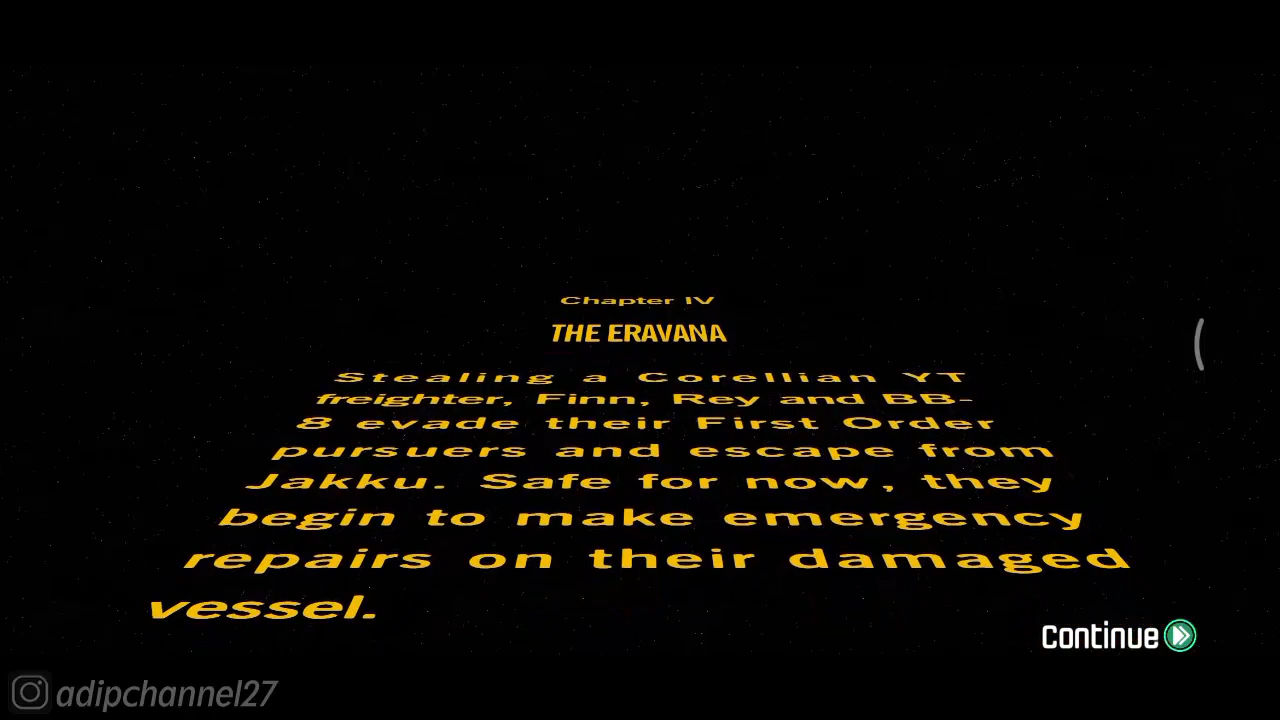 Chapter IV
THE ERAVANA
Stealing a Corellian YT
freighter, Finn, Rey and BB-
8 evade their First Order
pursuers and escape from
Jakku. Safe for now, they
begin to make emergency
repairs on their damaged
vessel.
Continue
adipchannel27